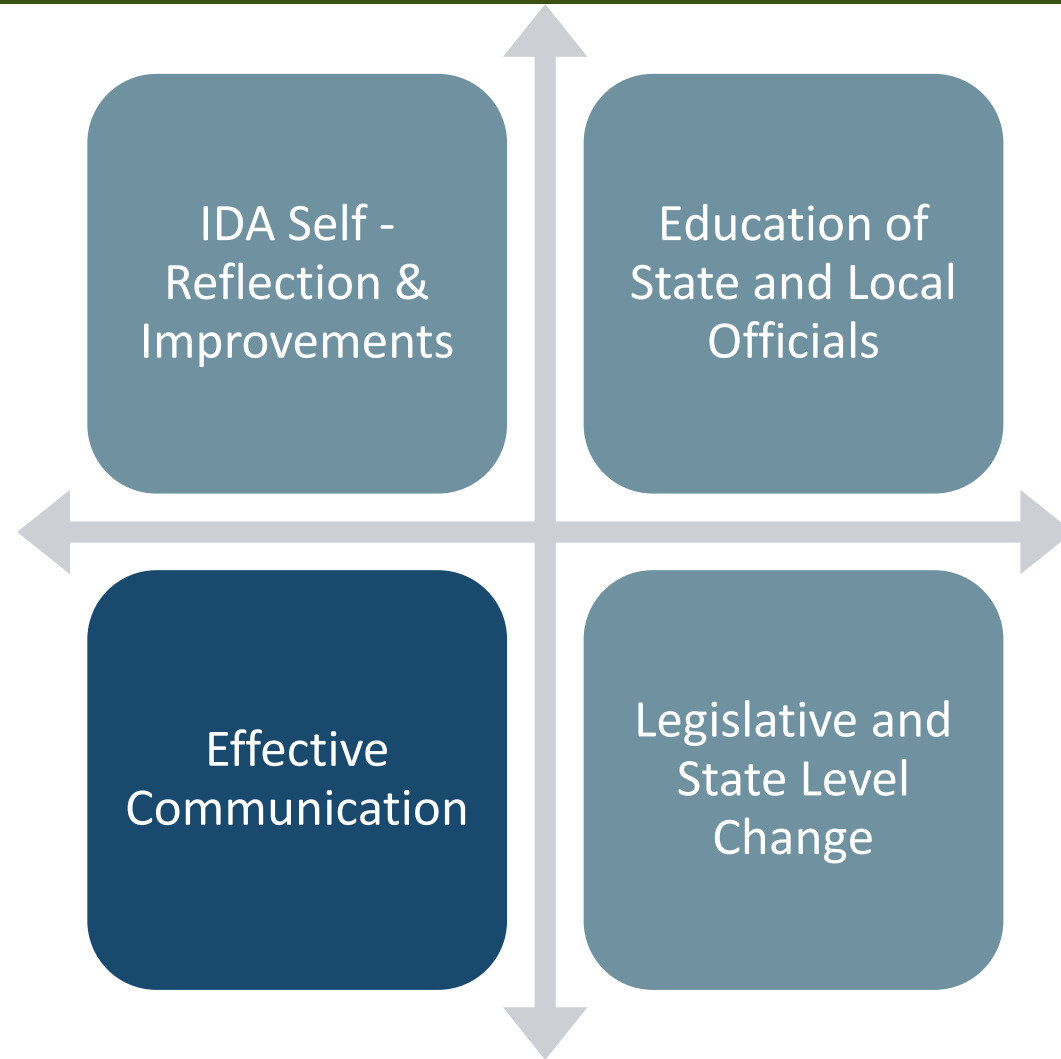 IDA Self -
Reflection &
Improvements
Education of
State and Local
Officials
Effective
Communication
Legislative and
State Level
Change